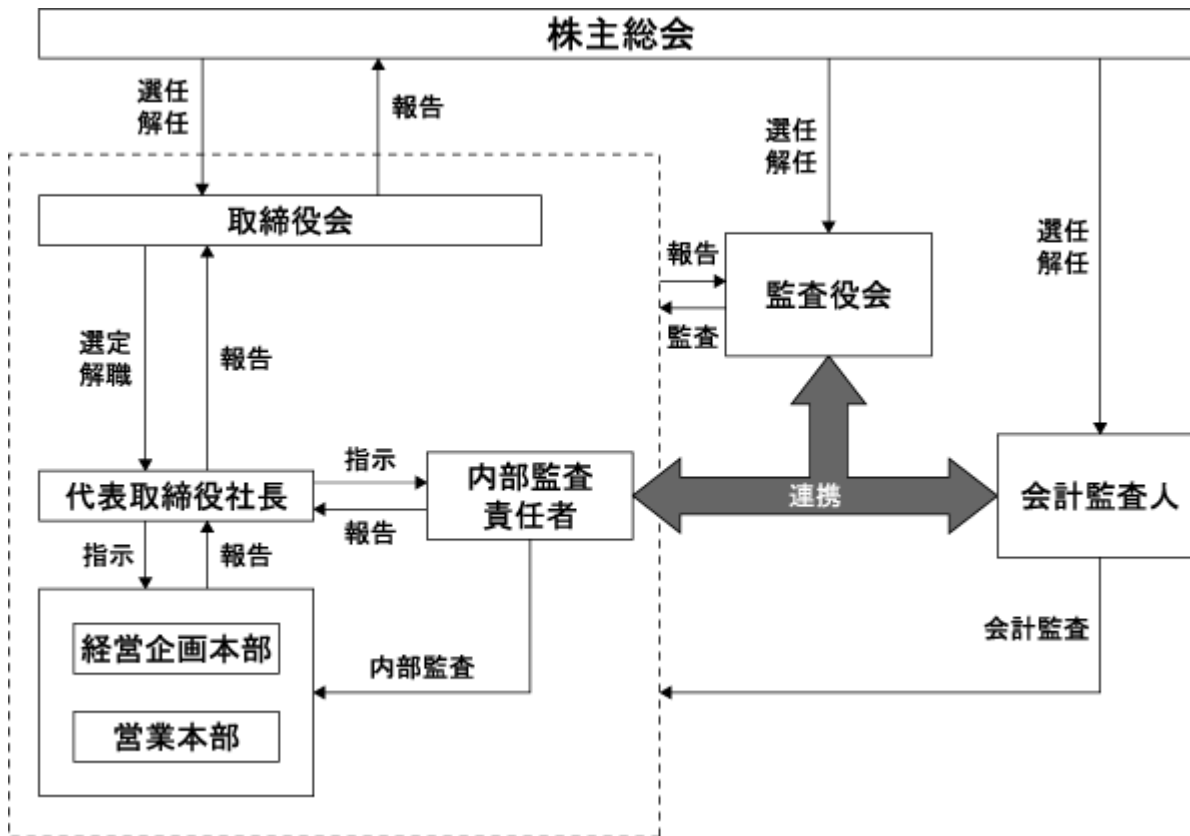 株主総会
選任
解任
報告
選任
解任
選任
解任
取締役会
報告
監査
監査役会
選定
解職
報告
代表取締役社長
指示
報告
内部監査
責任者
連携
会計監査人
指示
報告
経営企画本部
営業本部
内部監査
会計監査